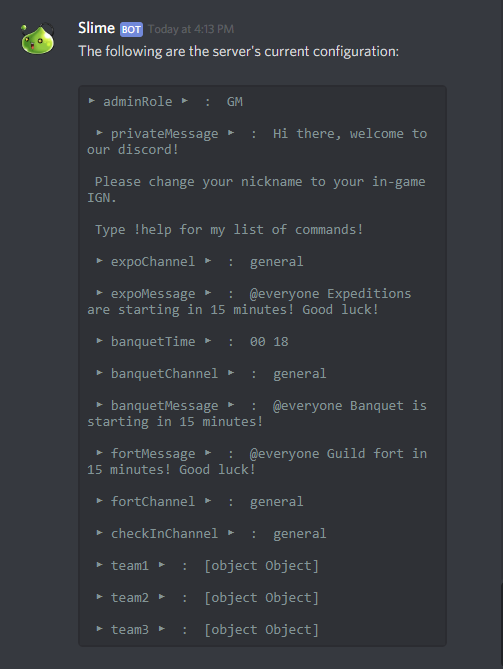 Slime BOT Today at 4:13 PM
The following are the server's current configuration:
‣ adminRole ‣ : GM
‣ privateMessage ‣ : Hi there, welcome to
our discord!
Please change your nickname to your in-game
IGN.
Type !help for my list of commands!
‣ expoChannel ‣ : general
‣ expoMessage ‣ : @everyone Expeditions
are starting in 15 minutes! Good luck!
‣ banquetTime ‣ : 00 18
‣ banquetChannel ‣ : general
‣ banquetMessage ‣ : @everyone Banquet is
starting in 15 minutes!
‣ fortMessage ‣ : @everyone Guild fort in
15 minutes! Good luck!
‣ fortChannel ‣ : general
‣ checkInChannel ‣ : general
‣ team1 ‣ : [object Object]
‣ team2 ‣ : [object Object]
‣ team3 ‣ : [object Object]